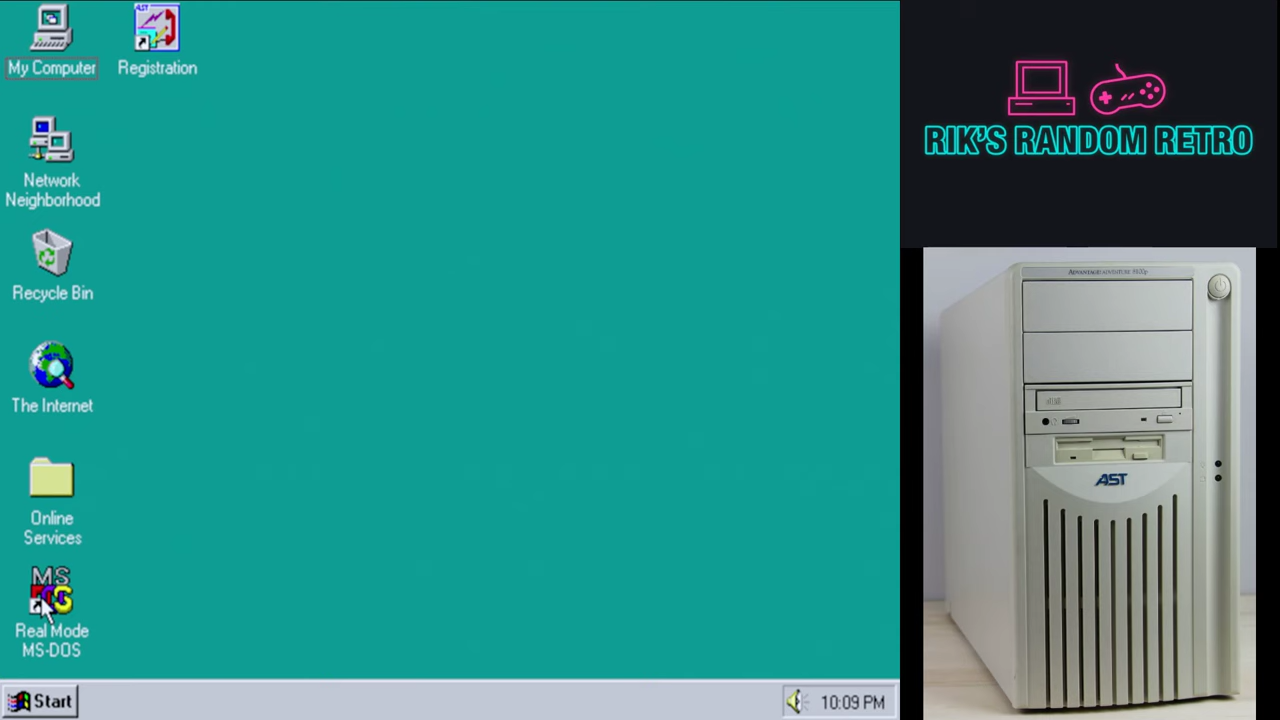 My Computer
Registration
Network
Neighborhood
Recycle Bin
The Internet
Online
Services
MS
Real Mode
MS-DOS
Start
10:09 PM
RIK'S RANDOM RETRO
AST